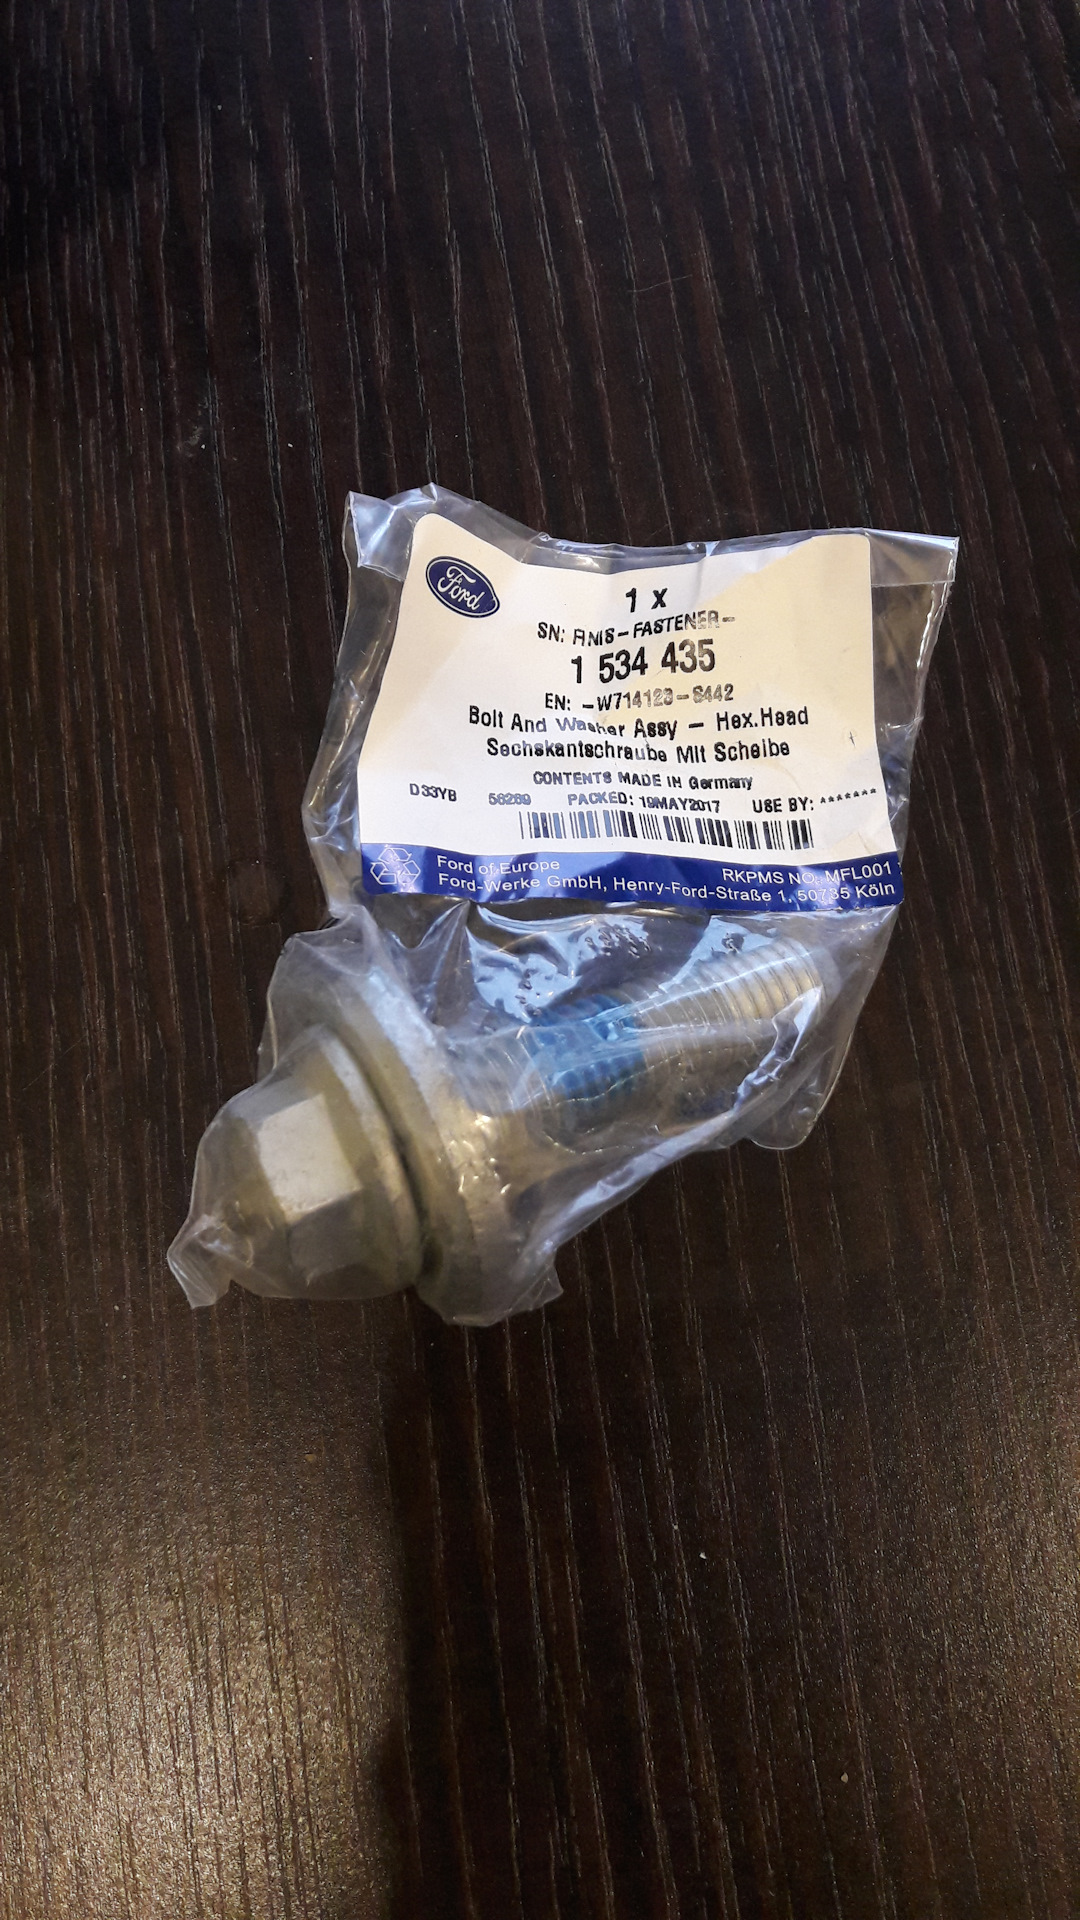 Ford
1 x
SN: FINIS-FASTENER-
1 534 435
EN: -W714123-S442
Bolt And Washer Assy - Hex.Head
Sechskantschraube Mit Scheibe
CONTENTS MADE IN Germany
D33YB 56269 PACKED: 19MAY2017 USE BY: *******
Ford of Europe RKPMS NO: MFL001
Ford-Werke GmbH, Henry-Ford-Straße 1, 50735 Köln